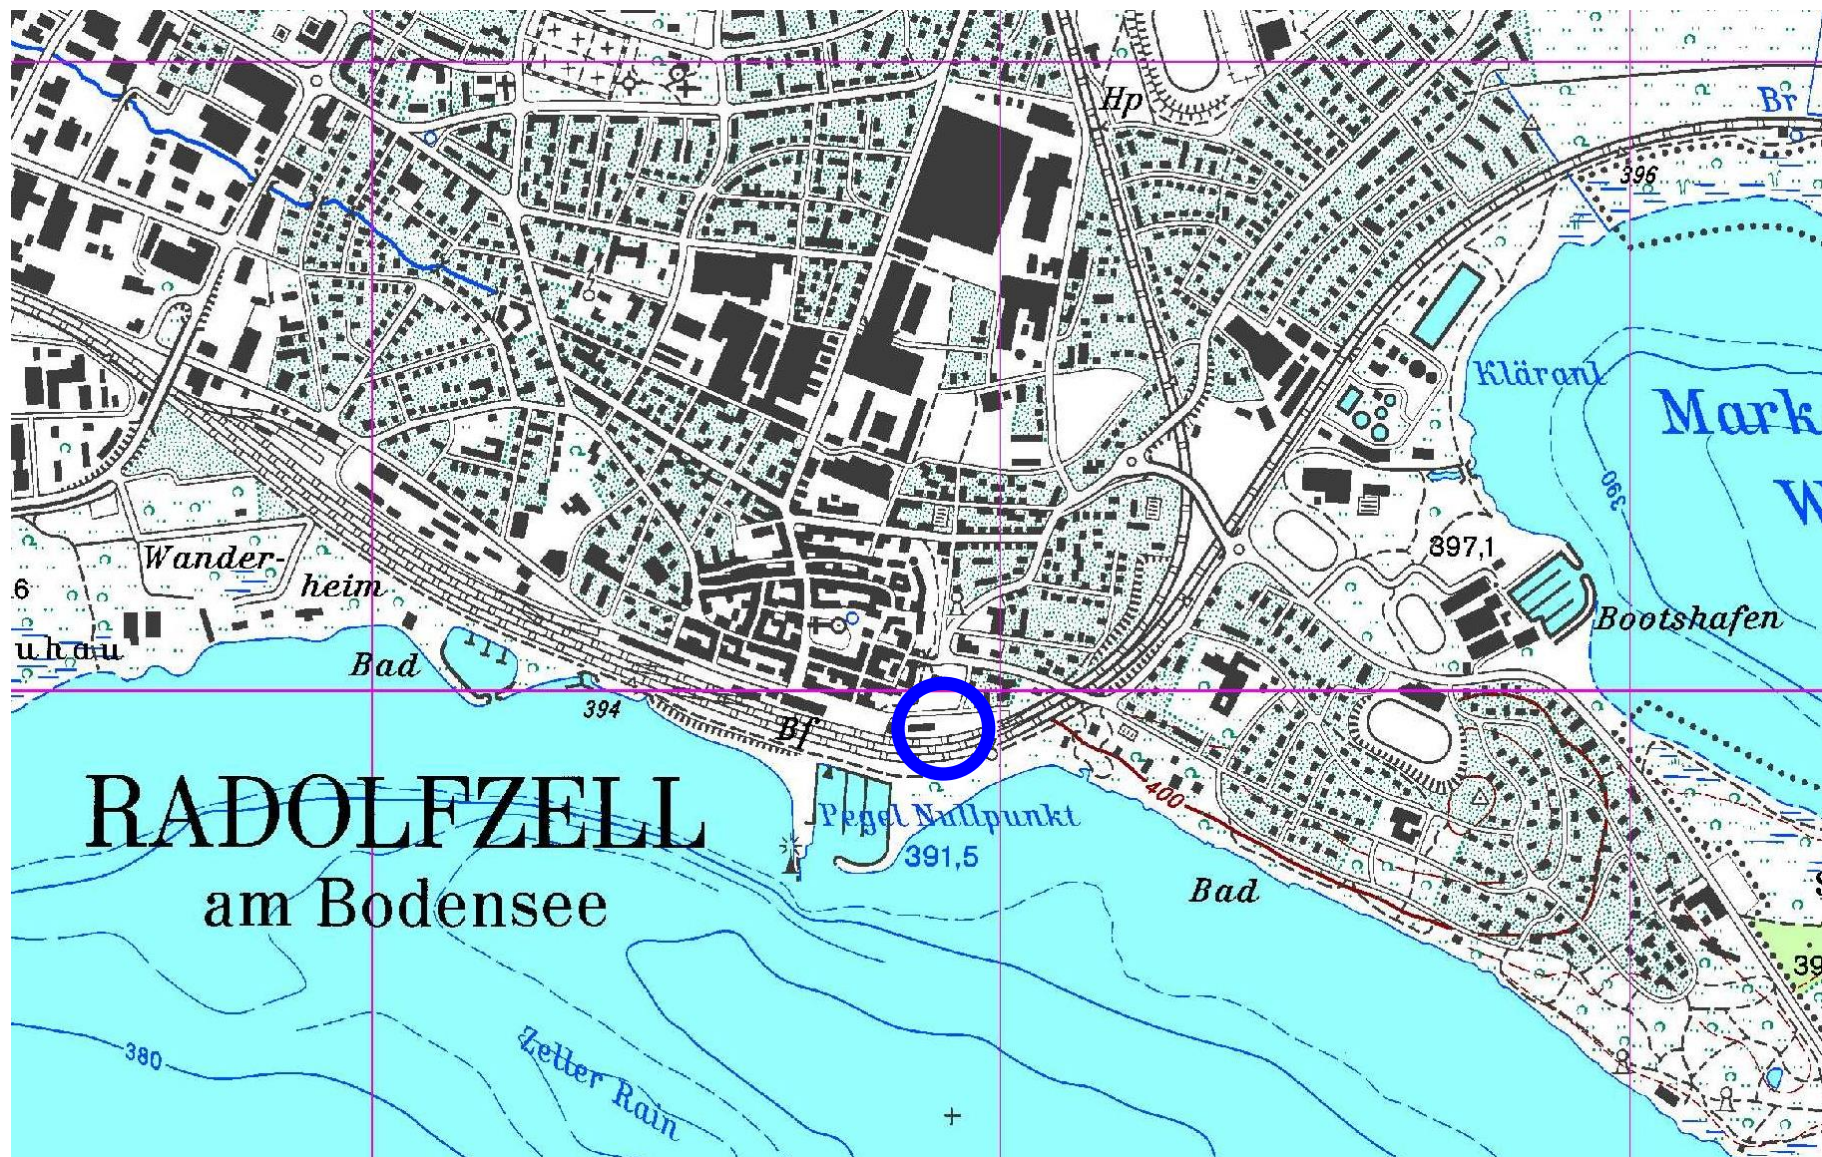 Hp
Br
396
Kläranl
Mark
W
390
397,1
Wander-
heim
6
uhau
Bad
394
Bf
Bootshafen
RADOLFZELL
am Bodensee
Pegel Nullpunkt
391,5
400
Bad
39
380
Zeller Rain